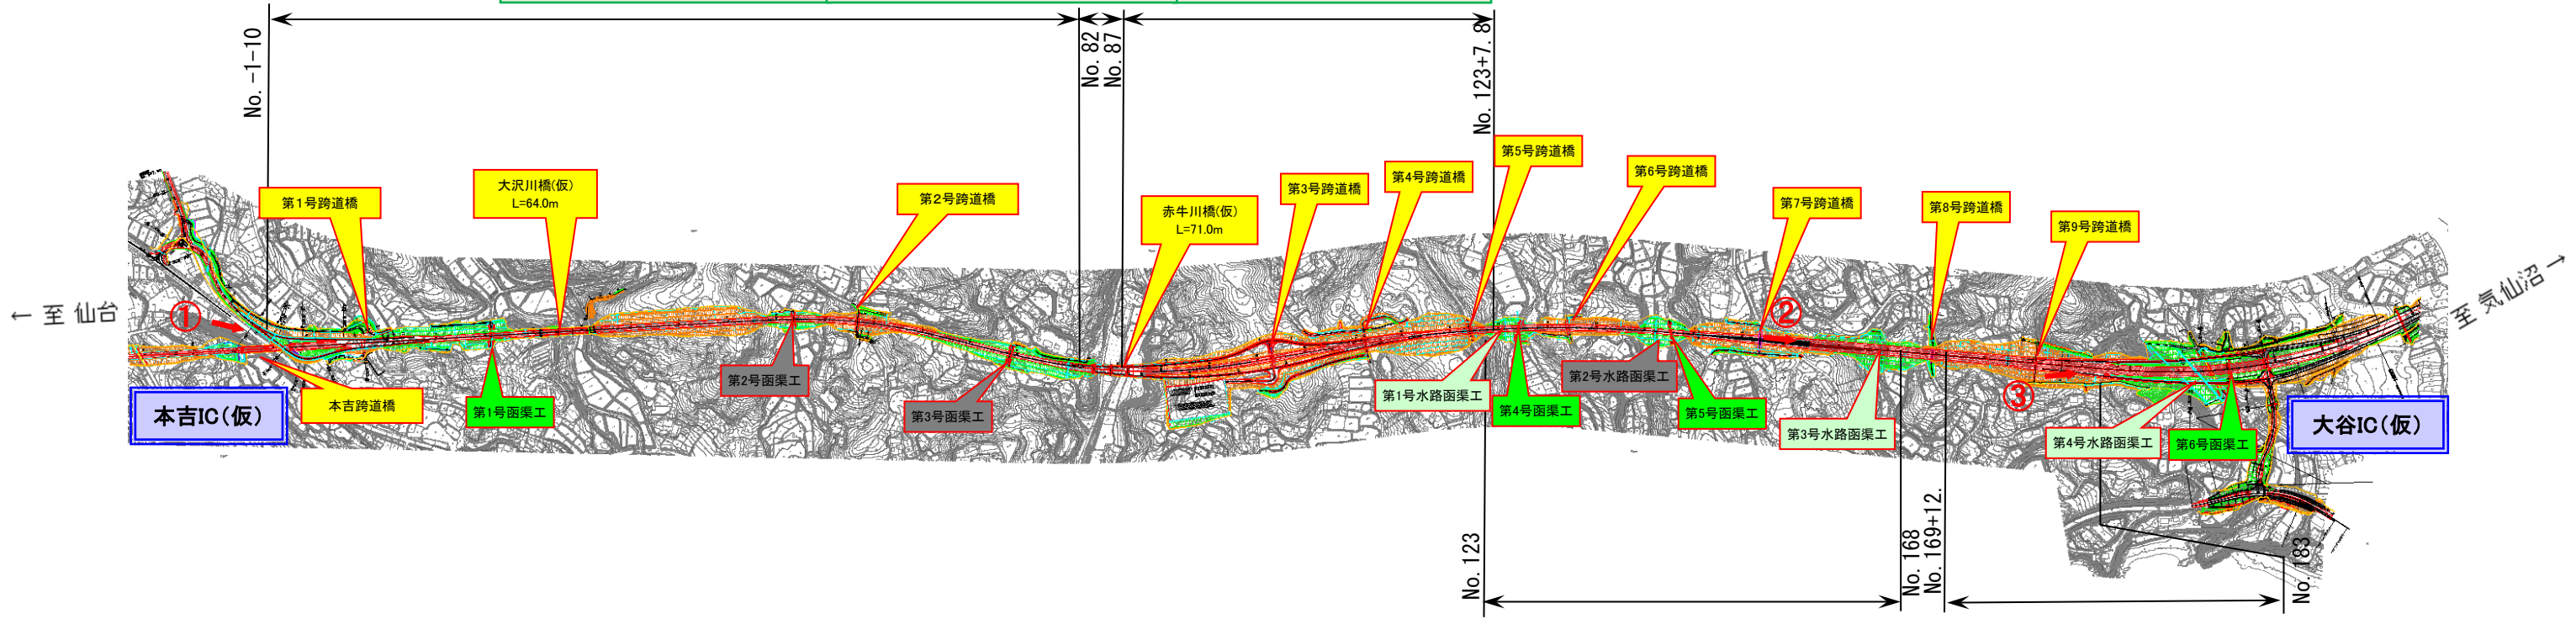 No. -1-10
No. 82
No. 87
No. 123+7. 8
第5号跨道橋
第6号跨道橋
第4号跨道橋
第3号跨道橋
大沢川橋(仮)
L=64.0m
第1号跨道橋
第2号跨道橋
赤牛川橋(仮)
L=71.0m
第7号跨道橋
第8号跨道橋
第9号跨道橋
← 至 仙台
①
②
③
至 気仙沼 →
本吉IC(仮)
本吉跨道橋
第1号函渠工
第2号函渠工
第3号函渠工
第1号水路函渠工
第4号函渠工
第2号水路函渠工
第5号函渠工
第3号水路函渠工
第4号水路函渠工
第6号函渠工
大谷IC(仮)
No. 123
No. 168
No. 169+12.
No. 183